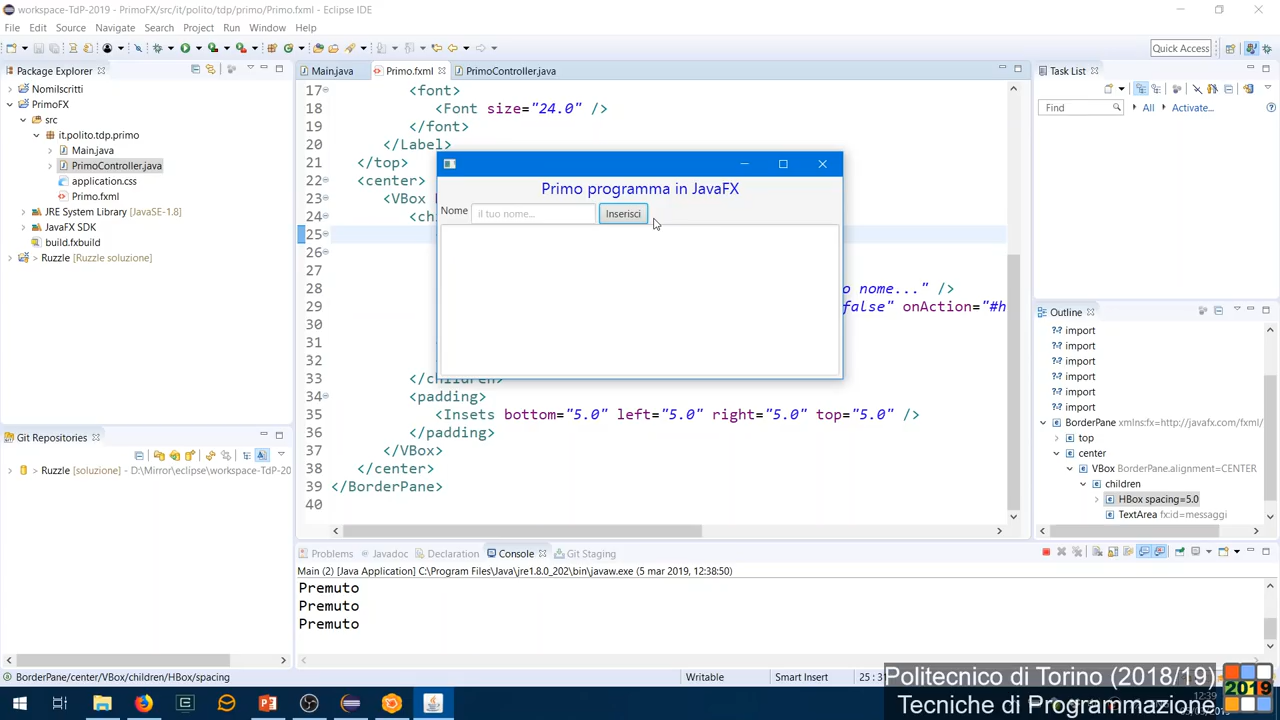 workspace-TdP-2019 - PrimoFX/src/it/polito/tdp/primo/Primo.fxml - Eclipse IDE
File Edit Source Navigate Search Project Run Window Help
Quick Access
Package Explorer
Main.java
Primo.fxml
PrimoController.java
Task List
NomiIscritti
PrimoFX
src
it.polito.tdp.primo
Main.java
PrimoController.java
application.css
Primo.fxml
JRE System Library [JavaSE-1.8]
JavaFX SDK
build.fxbuild
Ruzzle [Ruzzle soluzione]
17 <font>
18 <Font size="24.0" />
19 </font>
20 </Label>
21 </top>
22 <center>
23 <VBox
24 <ch
25
26
27
28 o nome..." />
29 false" onAction="#h
30
31
32
33 </children>
34 <padding>
35 <Insets bottom="5.0" left="5.0" right="5.0" top="5.0" />
36 </padding>
37 </VBox>
38 </center>
39 </BorderPane>
40
Primo programma in JavaFX
Nome il tuo nome... Inserisci
Find All Activate...
Outline
import
import
import
import
import
import
BorderPane xmlns:fx=http://javafx.com/fxml/
top
center
VBox BorderPane.alignment=CENTER
children
HBox spacing=5.0
TextArea fx:id=messaggi
Git Repositories
Ruzzle [soluzione] - D:\Mirror\eclipse\workspace-TdP-20
Problems Javadoc Declaration Console Git Staging
Main (2) [Java Application] C:\Program Files\Java\jre1.8.0_202\bin\javaw.exe (5 mar 2019, 12:38:50)
Premuto
Premuto
Premuto
BorderPane/center/VBox/children/HBox/spacing
Writable
Smart Insert
Politecnico di Torino (2018/19)
Tecniche di Programmazione
2019
12:39